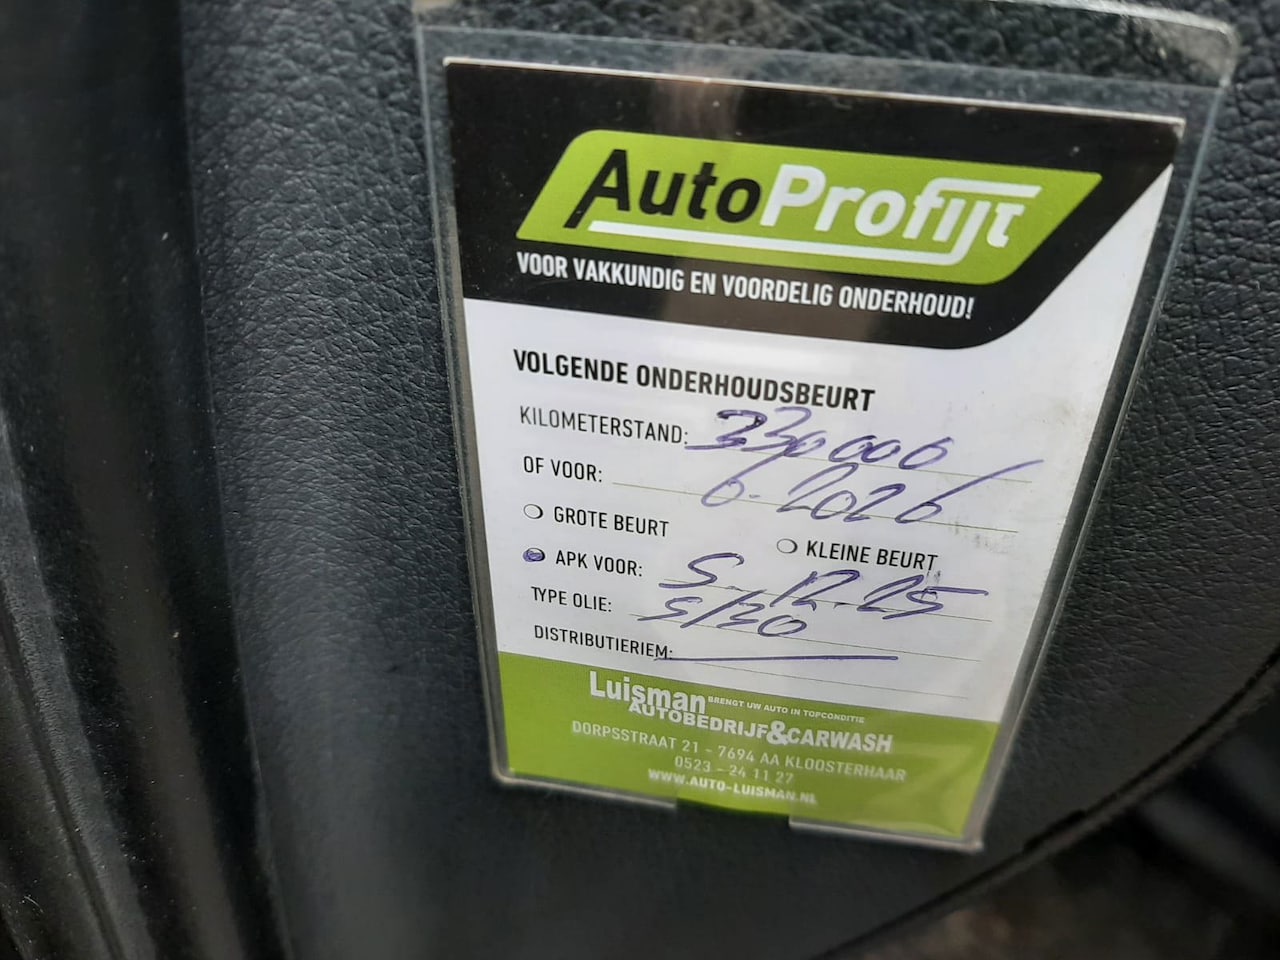 AutoProfijt
VOOR VAKKUNDIG EN VOORDELIG ONDERHOUD!
VOLGENDE ONDERHOUDSBEURT
KILOMETERSTAND: 330000
OF VOOR: 6-2026
GROTE BEURT
KLEINE BEURT
APK VOOR: 5-12-25
TYPE OLIE: 5/30
DISTRIBUTIERIEM:
Luisman BRENGT UW AUTO IN TOPCONDITIE
AUTOBEDRIJF&CARWASH
DORPSSTRAAT 21 - 7694 AA KLOOSTERHAAR
0523 - 24 11 27
WWW.AUTO-LUISMAN.NL